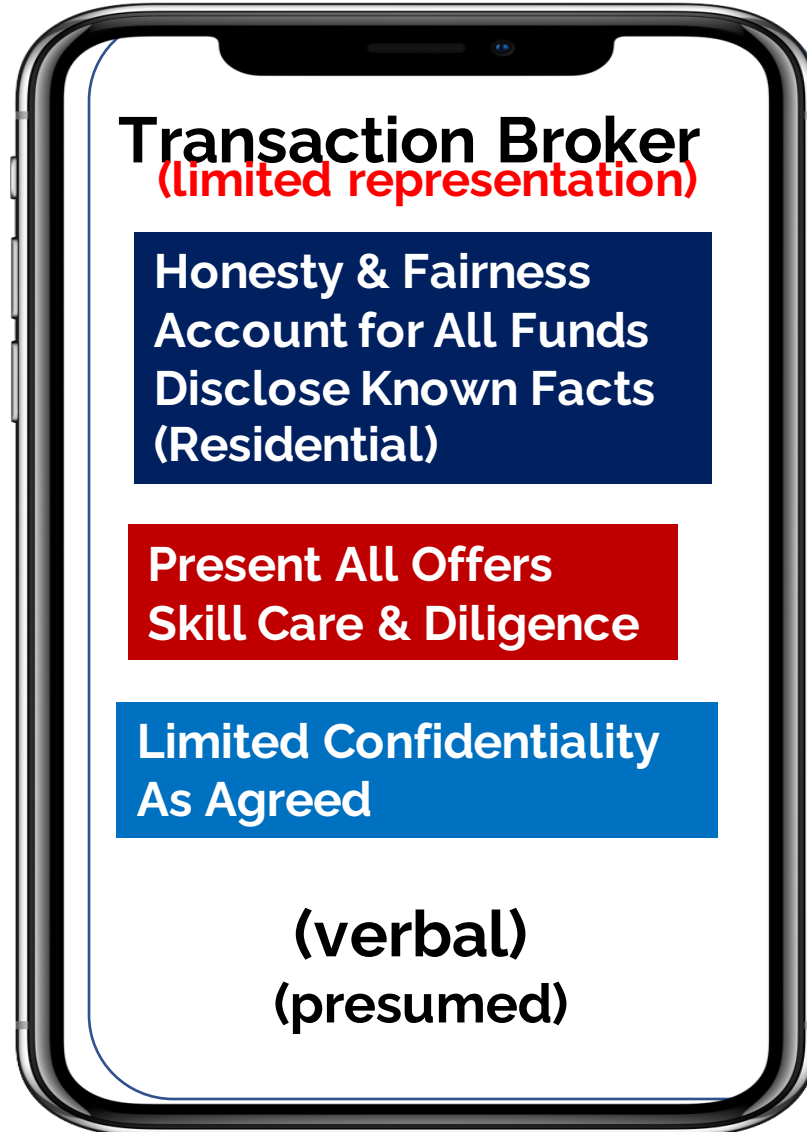 Transaction Broker
(limited representation)
Honesty & Fairness
Account for All Funds
Disclose Known Facts
(Residential)
Present All Offers
Skill Care & Diligence
Limited Confidentiality
As Agreed
(verbal)
(presumed)